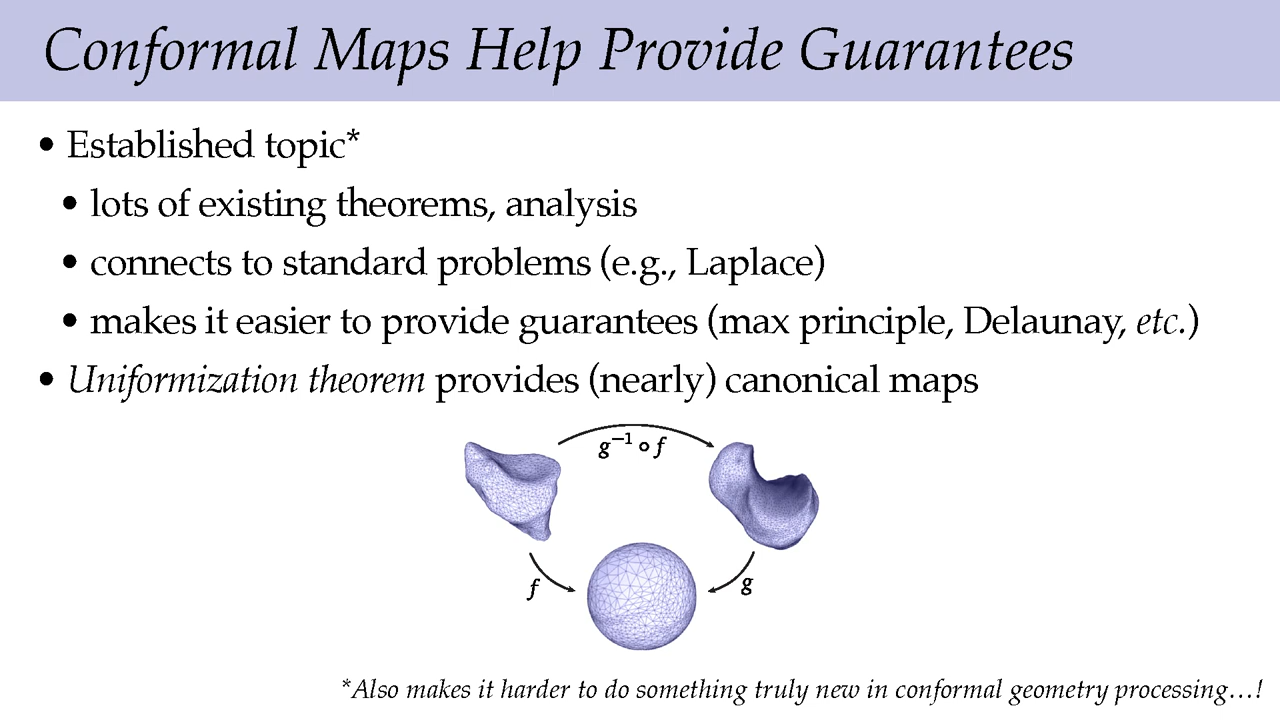 Conformal Maps Help Provide Guarantees
• Established topic*
• lots of existing theorems, analysis
• connects to standard problems (e.g., Laplace)
• makes it easier to provide guarantees (max principle, Delaunay, etc.)
• Uniformization theorem provides (nearly) canonical maps
g⁻¹ ∘ f
f
g
*Also makes it harder to do something truly new in conformal geometry processing…!